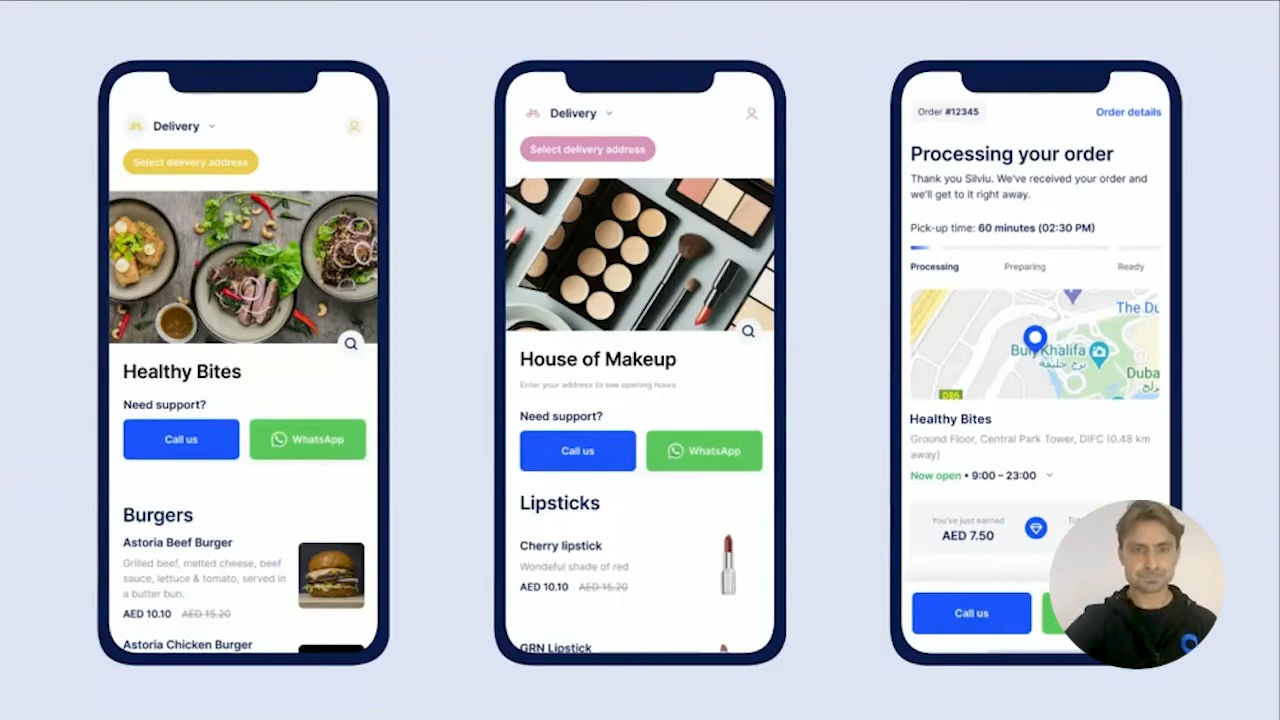 Delivery
Select delivery address
Healthy Bites
Need support?
Call us
WhatsApp
Burgers
Astoria Beef Burger
Grilled beef, melted cheese, beef
sauce, lettuce & tomato, served in
a butter bun.
AED 10.10 AED 15.20
Astoria Chicken Burger
Delivery
Select delivery address
House of Makeup
Enter your address to see opening hours
Need support?
Call us
WhatsApp
Lipsticks
Cherry lipstick
Wondeful shade of red
AED 10.10 AED 15.20
GRN Lipstick
Order #12345
Order details
Processing your order
Thank you Silviu. We've received your order and
we'll get to it right away.
Pick-up time: 60 minutes (02:30 PM)
Processing Preparing Ready
The Du
Burj Khalifa
برج خليفة
Duba
D86
Healthy Bites
Ground Floor, Central Park Tower, DIFC (0.48 km
away)
Now open • 9:00 – 23:00
You've just earned
AED 7.50
Call us